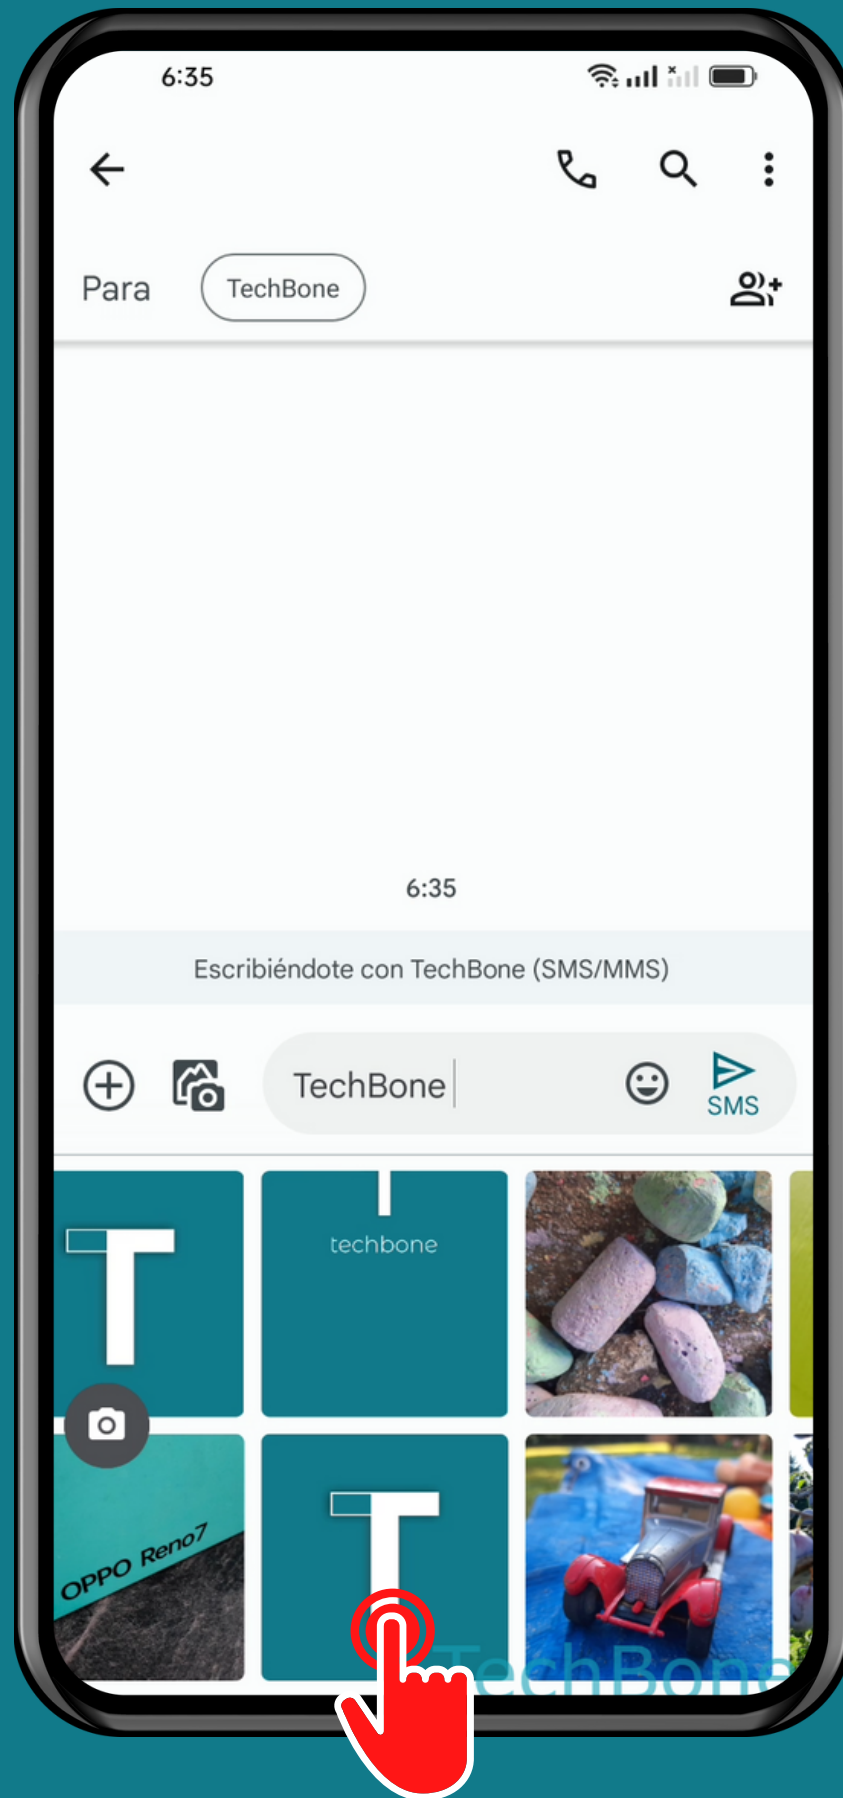 6:35
Para
TechBone
6:35
Escribiéndote con TechBone (SMS/MMS)
TechBone
SMS
T
techbone
OPPO Reno7
T
TechBone